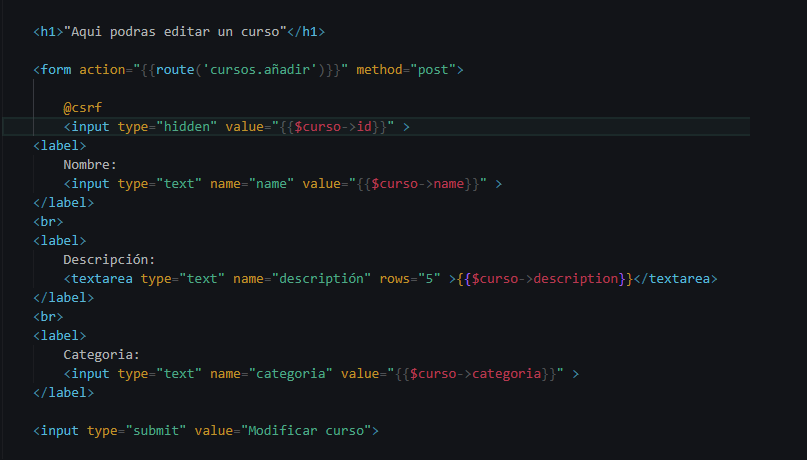 <h1>"Aqui podras editar un curso"</h1>
<form action="{{route('cursos.añadir')}}" method="post">
@csrf
<input type="hidden" value="{{$curso->id}}" >
<label>
Nombre:
<input type="text" name="name" value="{{$curso->name}}" >
</label>
<br>
<label>
Descripción:
<textarea type="text" name="descriptión" rows="5" >{{$curso->description}}</textarea>
</label>
<br>
<label>
Categoria:
<input type="text" name="categoria" value="{{$curso->categoria}}" >
</label>
<input type="submit" value="Modificar curso">